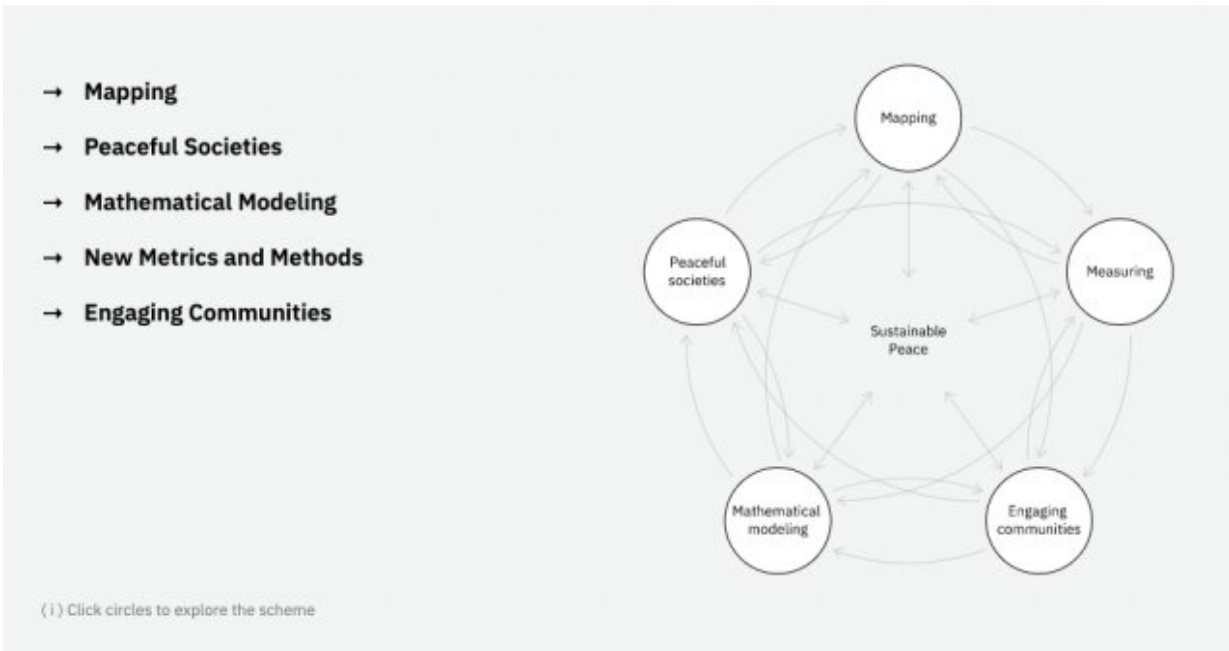 → Mapping
→ Peaceful Societies
→ Mathematical Modeling
→ New Metrics and Methods
→ Engaging Communities
Mapping
Peaceful
societies
Measuring
Sustainable
Peace
Mathematical
modeling
Engaging
communities
(i) Click circles to explore the scheme